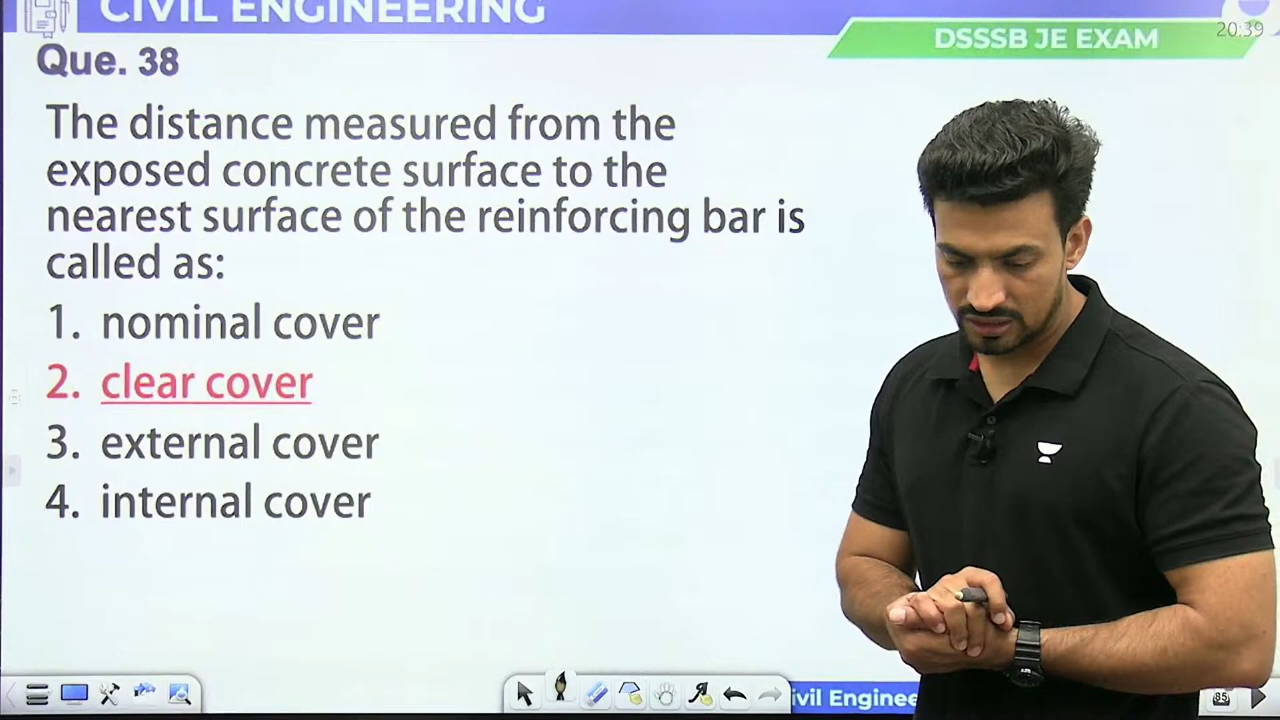 CIVIL ENGINEERING
DSSSB JE EXAM
20:39
Que. 38
The distance measured from the
exposed concrete surface to the
nearest surface of the reinforcing bar is
called as:
1. nominal cover
2. clear cover
3. external cover
4. internal cover
ivil Enginee
85